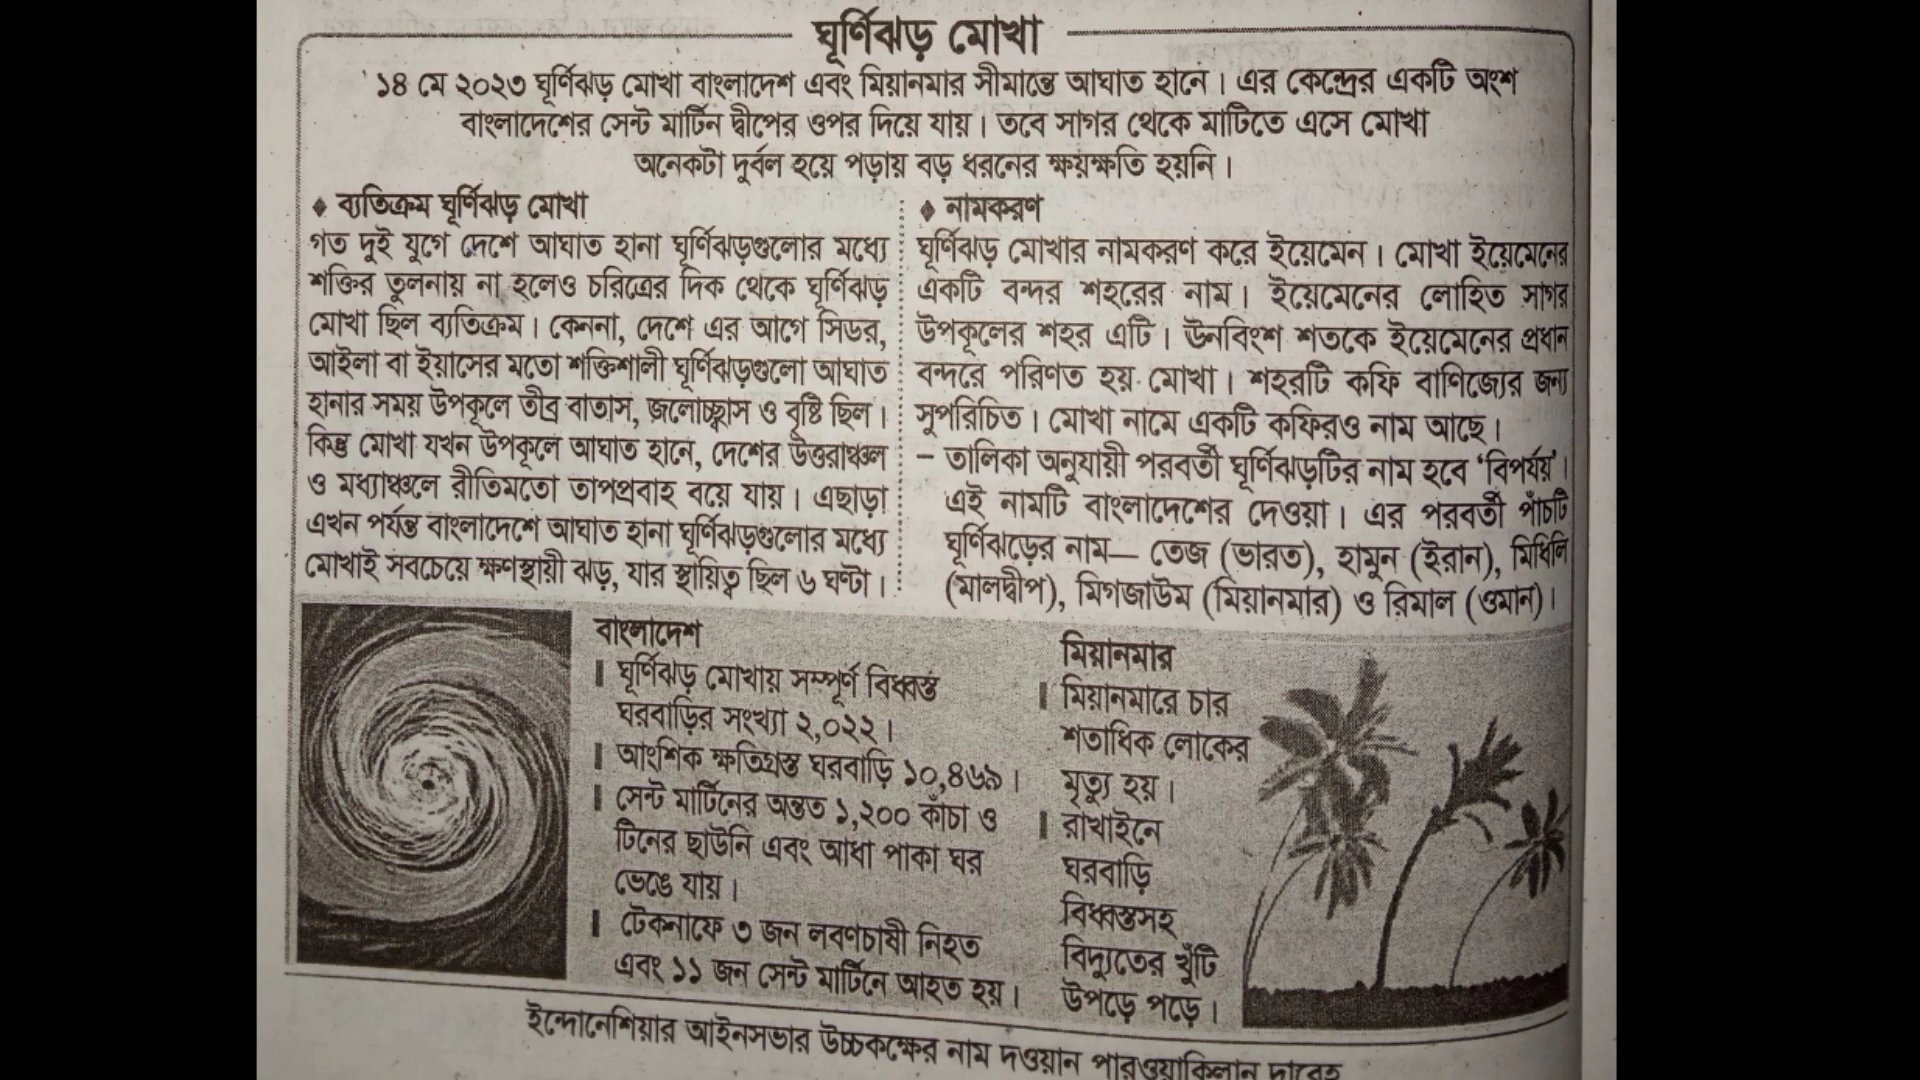 ঘূর্ণিঝড় মোখা
১৪ মে ২০২৩ ঘূর্ণিঝড় মোখা বাংলাদেশ এবং মিয়ানমার সীমান্তে আঘাত হানে। এর কেন্দ্রের একটি অংশ
বাংলাদেশের সেন্ট মার্টিন দ্বীপের ওপর দিয়ে যায়। তবে সাগর থেকে মাটিতে এসে মোখা
অনেকটা দুর্বল হয়ে পড়ায় বড় ধরনের ক্ষয়ক্ষতি হয়নি।
♦ ব্যতিক্রম ঘূর্ণিঝড় মোখা
গত দুই যুগে দেশে আঘাত হানা ঘূর্ণিঝড়গুলোর মধ্যে
শক্তির তুলনায় না হলেও চরিত্রের দিক থেকে ঘূর্ণিঝড়
মোখা ছিল ব্যতিক্রম। কেননা, দেশে এর আগে সিডর,
আইলা বা ইয়াসের মতো শক্তিশালী ঘূর্ণিঝড়গুলো আঘাত
হানার সময় উপকূলে তীব্র বাতাস, জলোচ্ছ্বাস ও বৃষ্টি ছিল।
কিন্তু মোখা যখন উপকূলে আঘাত হানে, দেশের উত্তরাঞ্চল
ও মধ্যাঞ্চলে রীতিমতো তাপপ্রবাহ বয়ে যায়। এছাড়া
এখন পর্যন্ত বাংলাদেশে আঘাত হানা ঘূর্ণিঝড়গুলোর মধ্যে
মোখাই সবচেয়ে ক্ষণস্থায়ী ঝড়, যার স্থায়িত্ব ছিল ৬ ঘণ্টা।
♦ নামকরণ
ঘূর্ণিঝড় মোখার নামকরণ করে ইয়েমেন। মোখা ইয়েমেনের
একটি বন্দর শহরের নাম। ইয়েমেনের লোহিত সাগর
উপকূলের শহর এটি। ঊনবিংশ শতকে ইয়েমেনের প্রধান
বন্দরে পরিণত হয় মোখা। শহরটি কফি বাণিজ্যের জন্য
সুপরিচিত। মোখা নামে একটি কফিরও নাম আছে।
– তালিকা অনুযায়ী পরবর্তী ঘূর্ণিঝড়টির নাম হবে ‘বিপর্যয়’।
এই নামটি বাংলাদেশের দেওয়া। এর পরবর্তী পাঁচটি
ঘূর্ণিঝড়ের নাম— তেজ (ভারত), হামুন (ইরান), মিধিলি
(মালদ্বীপ), মিগজাউম (মিয়ানমার) ও রিমাল (ওমান)।
বাংলাদেশ
ঘূর্ণিঝড় মোখায় সম্পূর্ণ বিধ্বস্ত
ঘরবাড়ির সংখ্যা ২,০২২।
আংশিক ক্ষতিগ্রস্ত ঘরবাড়ি ১০,৪৬৯।
সেন্ট মার্টিনের অন্তত ১,২০০ কাঁচা ও
টিনের ছাউনি এবং আধা পাকা ঘর
ভেঙে যায়।
টেকনাফে ৩ জন লবণচাষী নিহত
এবং ১১ জন সেন্ট মার্টিনে আহত হয়।
মিয়ানমার
মিয়ানমারে চার
শতাধিক লোকের
মৃত্যু হয়।
রাখাইনে
ঘরবাড়ি
বিধ্বস্তসহ
বিদ্যুতের খুঁটি
উপড়ে পড়ে।
ইন্দোনেশিয়ার আইনসভার উচ্চকক্ষের নাম দওয়ান পারওয়াকিলান